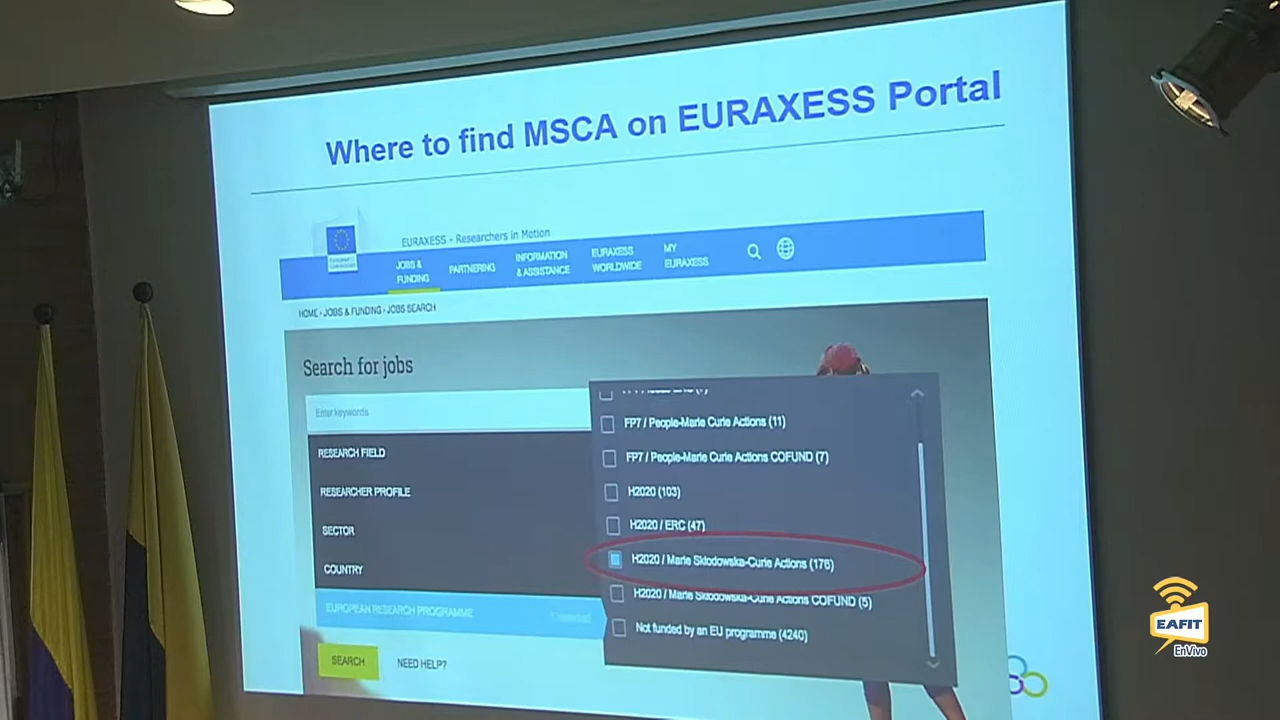 Where to find MSCA on EURAXESS Portal
European
Commission
EURAXESS - Researchers in Motion
JOBS &
FUNDING
PARTNERING
INFORMATION
& ASSISTANCE
EURAXESS
WORLDWIDE
MY
EURAXESS
HOME › JOBS & FUNDING › JOBS SEARCH
Search for jobs
Enter keywords
FP7 / People-Marie Curie Actions (11)
RESEARCH FIELD
FP7 / People-Marie Curie Actions COFUND (7)
RESEARCHER PROFILE
H2020 (103)
SECTOR
H2020 / ERC (47)
COUNTRY
H2020 / Marie Skłodowska-Curie Actions (176)
EUROPEAN RESEARCH PROGRAMME
1 selected
H2020 / Marie Skłodowska-Curie Actions COFUND (5)
Not funded by an EU programme (4240)
SEARCH
NEED HELP?
EAFIT
EnVivo